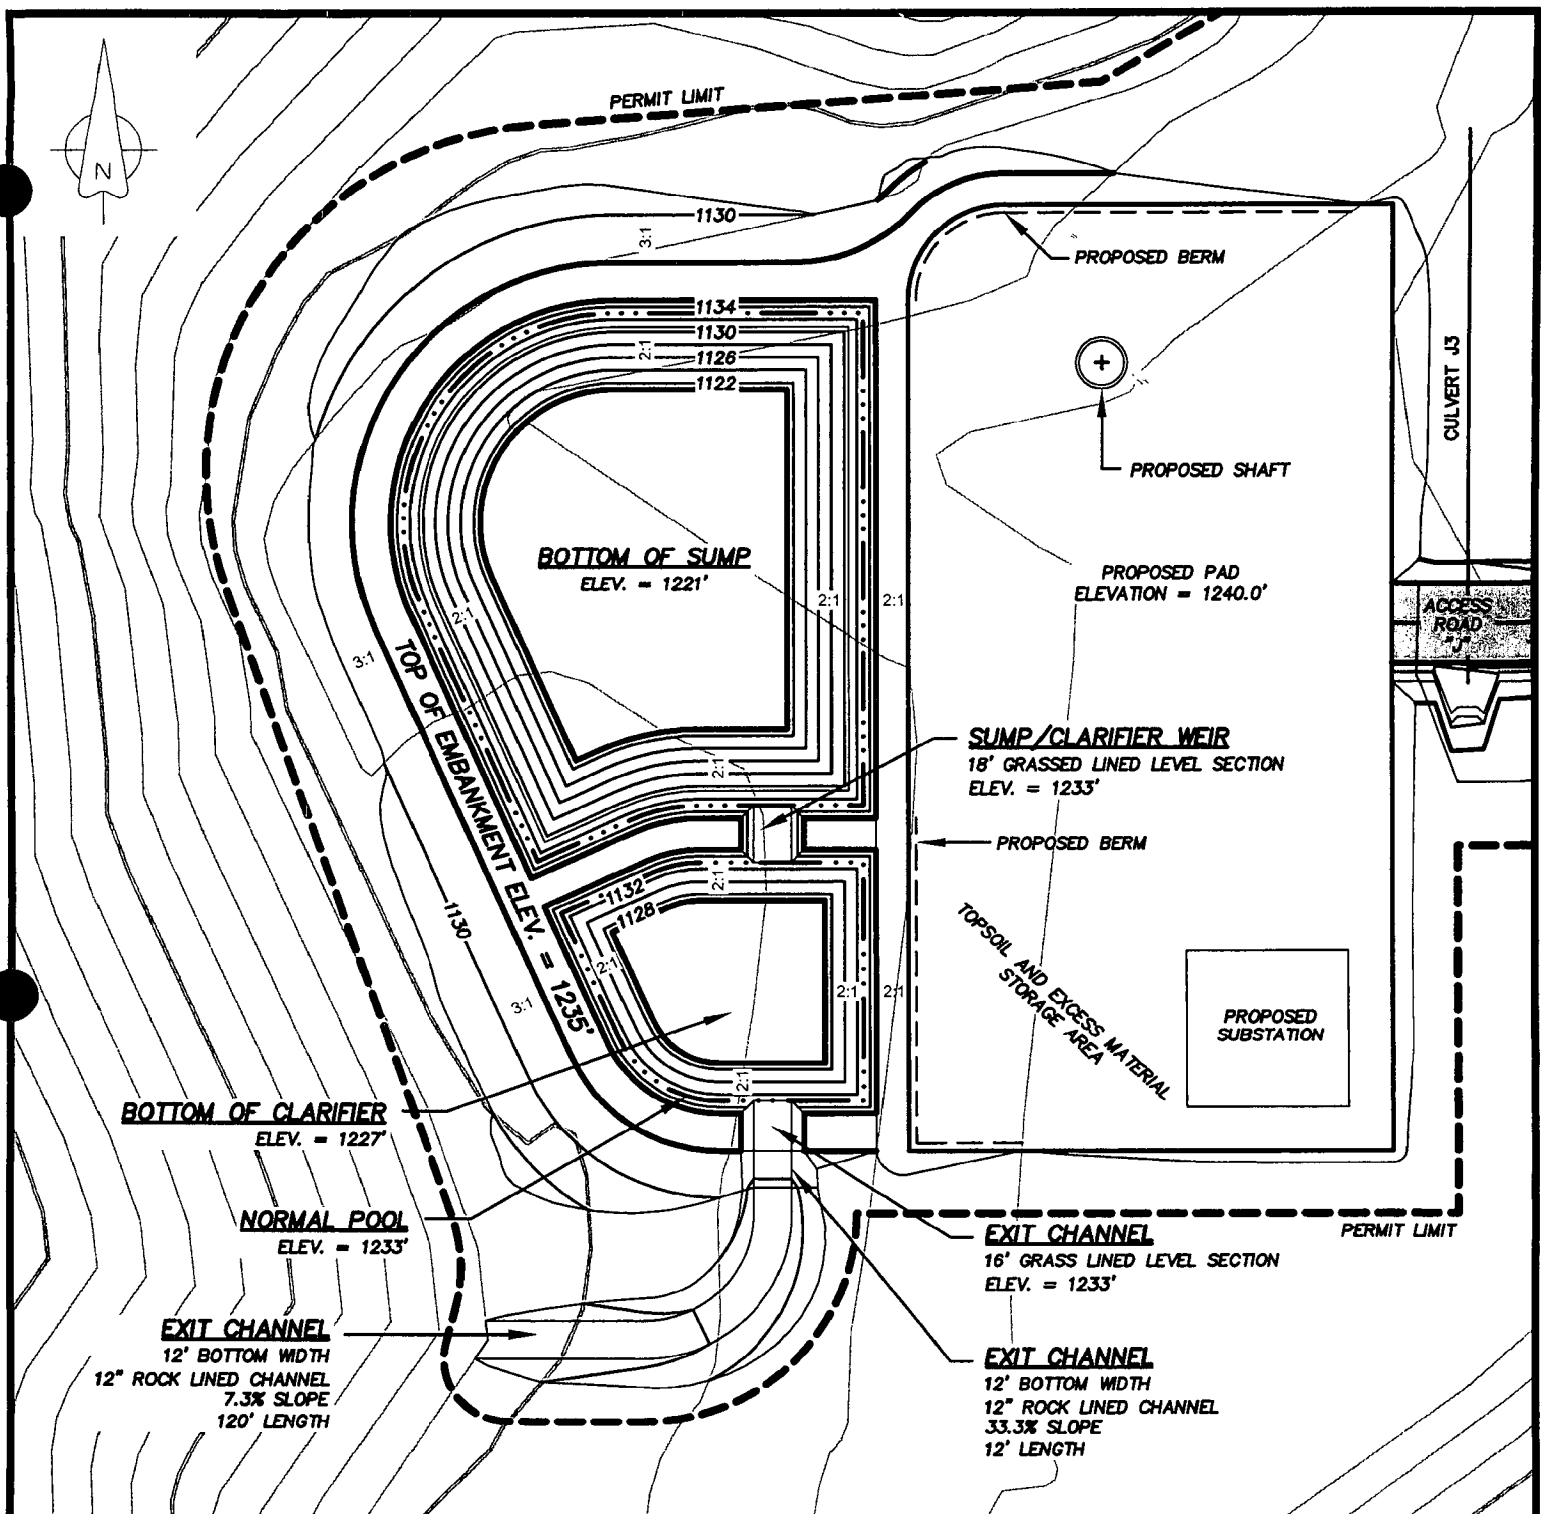 N
PERMIT LIMIT
1130
3:1
PROPOSED BERM
1134
1130
2:1
1126
1122
CULVERT J3
PROPOSED SHAFT
BOTTOM OF SUMP
ELEV. = 1221'
PROPOSED PAD
ELEVATION = 1240.0'
2:1
2:1
2:1
ACCESS
ROAD
"J"
3:1
TOP OF EMBANKMENT ELEV. = 1235'
SUMP/CLARIFIER WEIR
18' GRASSED LINED LEVEL SECTION
ELEV. = 1233'
2:1
PROPOSED BERM
2:1
1132
1128
1130
2:1
3:1
2:1
2:1
TOPSOIL AND EXCESS MATERIAL
STORAGE AREA
PROPOSED
SUBSTATION
2:1
BOTTOM OF CLARIFIER
ELEV. = 1227'
NORMAL POOL
ELEV. = 1233'
EXIT CHANNEL
16' GRASS LINED LEVEL SECTION
ELEV. = 1233'
PERMIT LIMIT
EXIT CHANNEL
12' BOTTOM WIDTH
12" ROCK LINED CHANNEL
7.3% SLOPE
120' LENGTH
EXIT CHANNEL
12' BOTTOM WIDTH
12" ROCK LINED CHANNEL
33.3% SLOPE
12' LENGTH